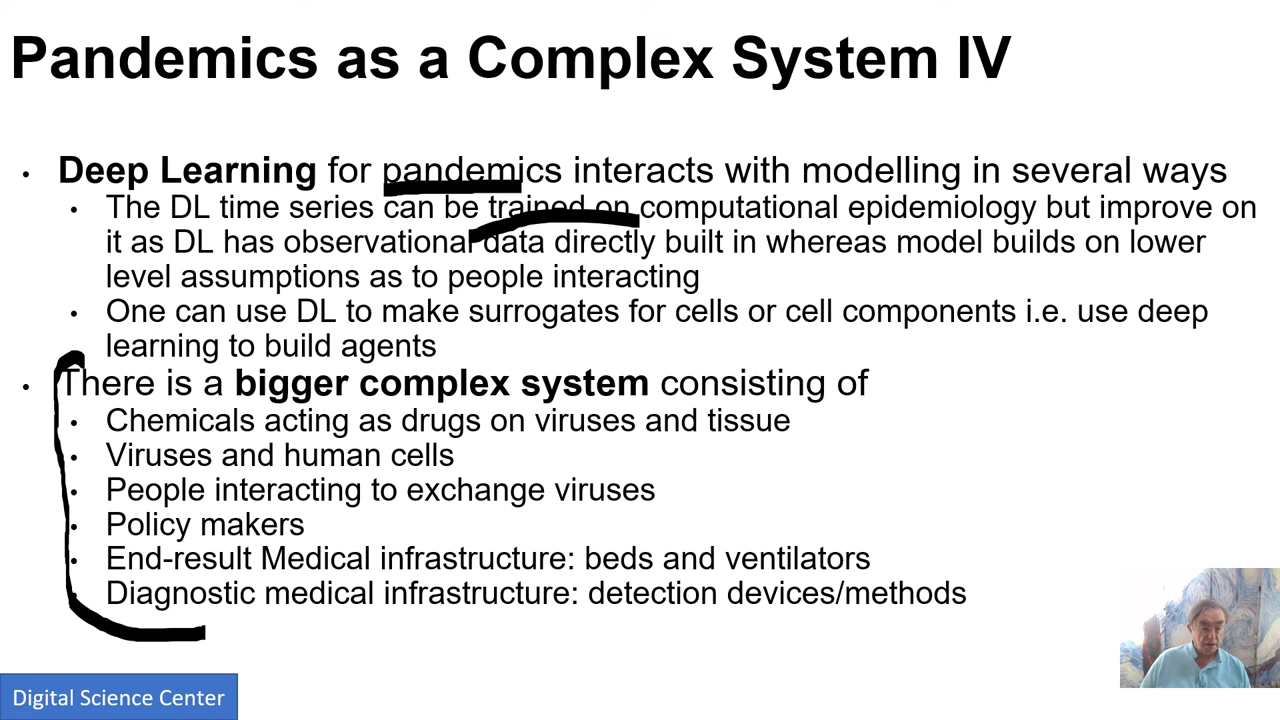 Pandemics as a Complex System IV
• Deep Learning for pandemics interacts with modelling in several ways
• The DL time series can be trained on computational epidemiology but improve on
it as DL has observational data directly built in whereas model builds on lower
level assumptions as to people interacting
• One can use DL to make surrogates for cells or cell components i.e. use deep
learning to build agents
• There is a bigger complex system consisting of
• Chemicals acting as drugs on viruses and tissue
• Viruses and human cells
• People interacting to exchange viruses
• Policy makers
• End-result Medical infrastructure: beds and ventilators
• Diagnostic medical infrastructure: detection devices/methods
Digital Science Center